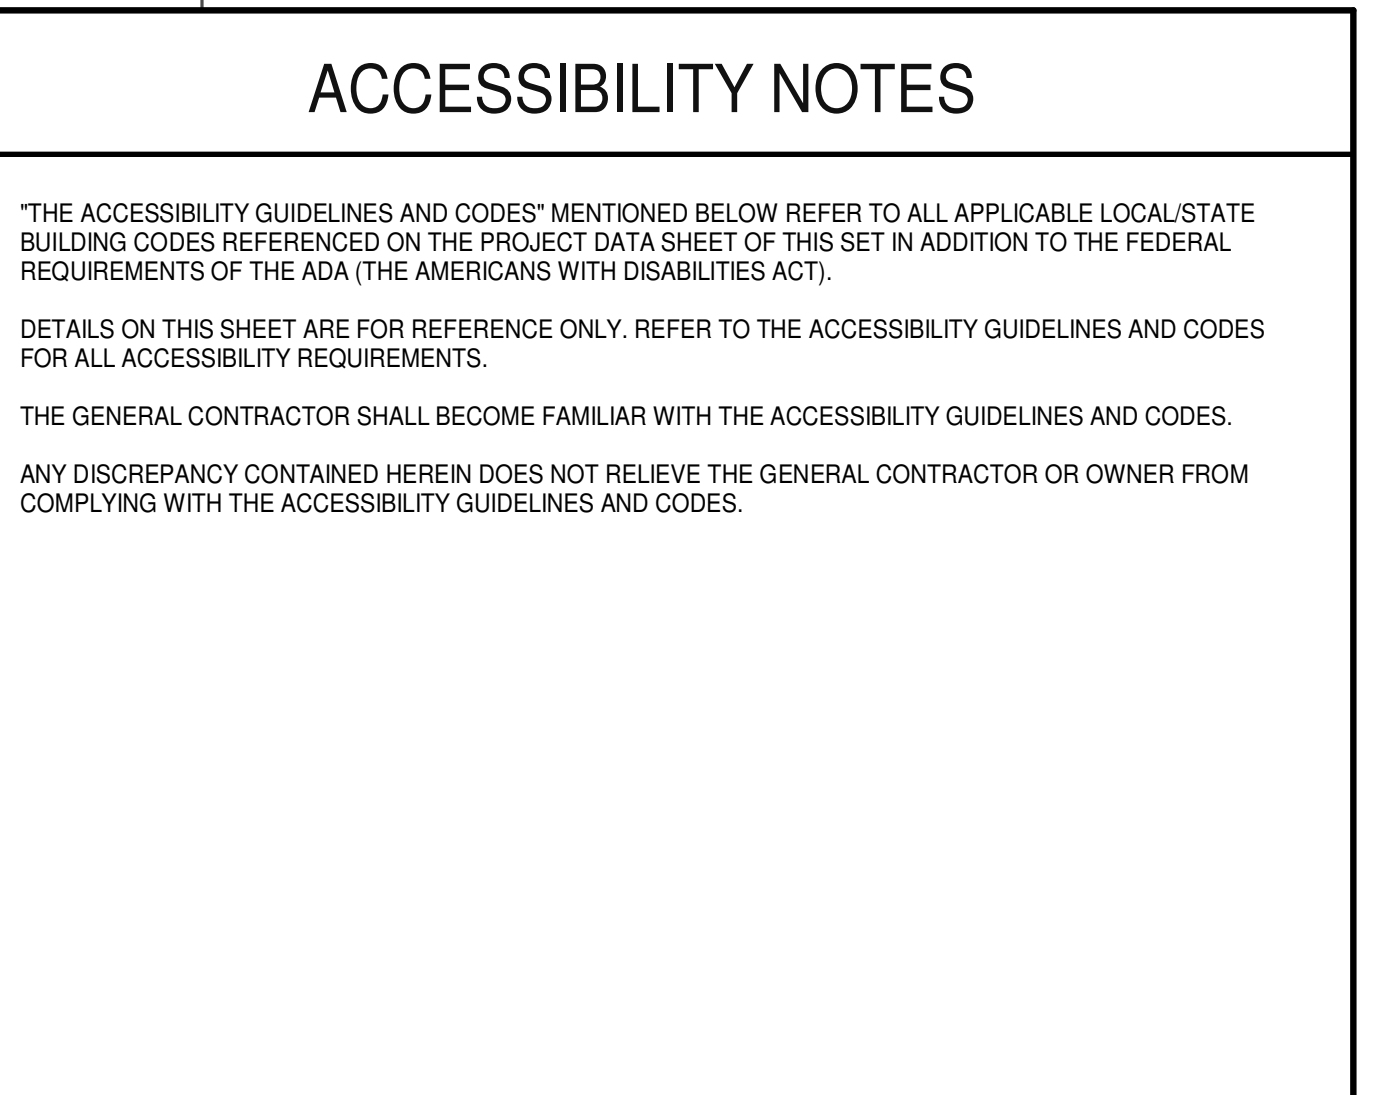 ACCESSIBILITY NOTES
"THE ACCESSIBILITY GUIDELINES AND CODES" MENTIONED BELOW REFER TO ALL APPLICABLE LOCAL/STATE
BUILDING CODES REFERENCED ON THE PROJECT DATA SHEET OF THIS SET IN ADDITION TO THE FEDERAL
REQUIREMENTS OF THE ADA (THE AMERICANS WITH DISABILITIES ACT).
DETAILS ON THIS SHEET ARE FOR REFERENCE ONLY. REFER TO THE ACCESSIBILITY GUIDELINES AND CODES
FOR ALL ACCESSIBILITY REQUIREMENTS.
THE GENERAL CONTRACTOR SHALL BECOME FAMILIAR WITH THE ACCESSIBILITY GUIDELINES AND CODES.
ANY DISCREPANCY CONTAINED HEREIN DOES NOT RELIEVE THE GENERAL CONTRACTOR OR OWNER FROM
COMPLYING WITH THE ACCESSIBILITY GUIDELINES AND CODES.